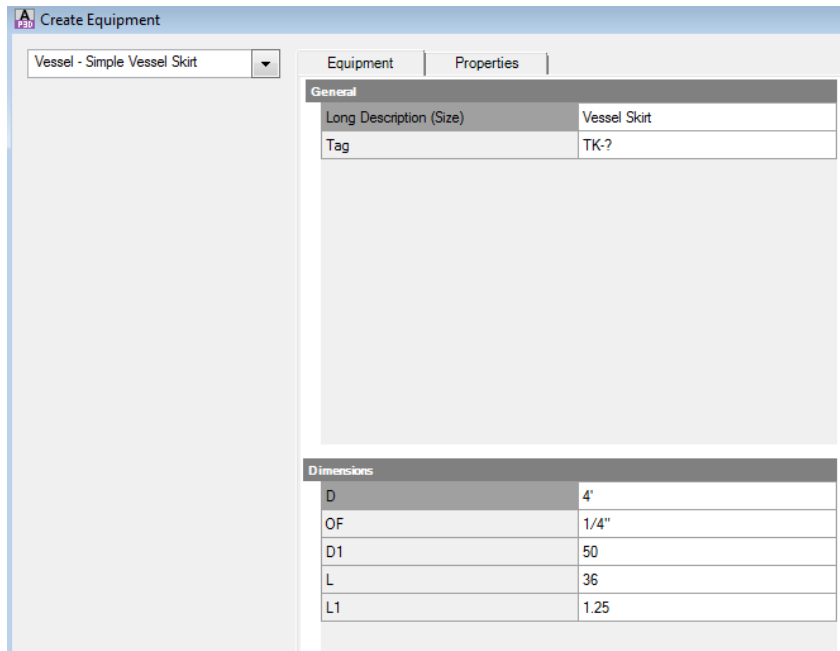 A P3D Create Equipment
Vessel - Simple Vessel Skirt
Equipment Properties
General
Long Description (Size) Vessel Skirt
Tag TK-?
Dimensions
D 4'
OF 1/4"
D1 50
L 36
L1 1.25